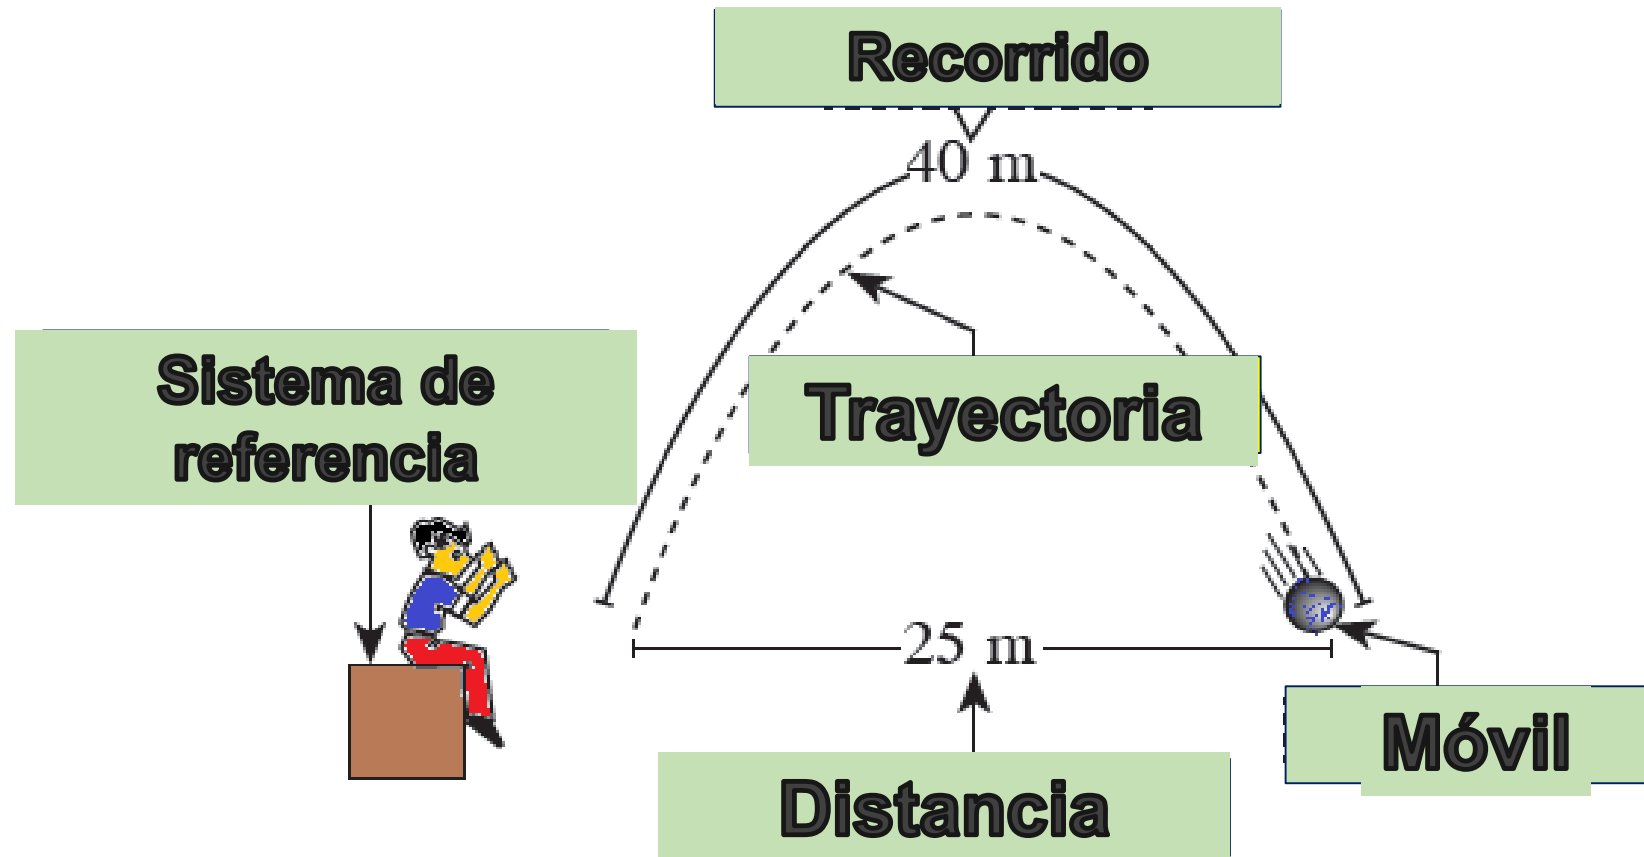 Recorrido
40 m
Sistema de
referencia
Trayectoria
25 m
Móvil
Distancia